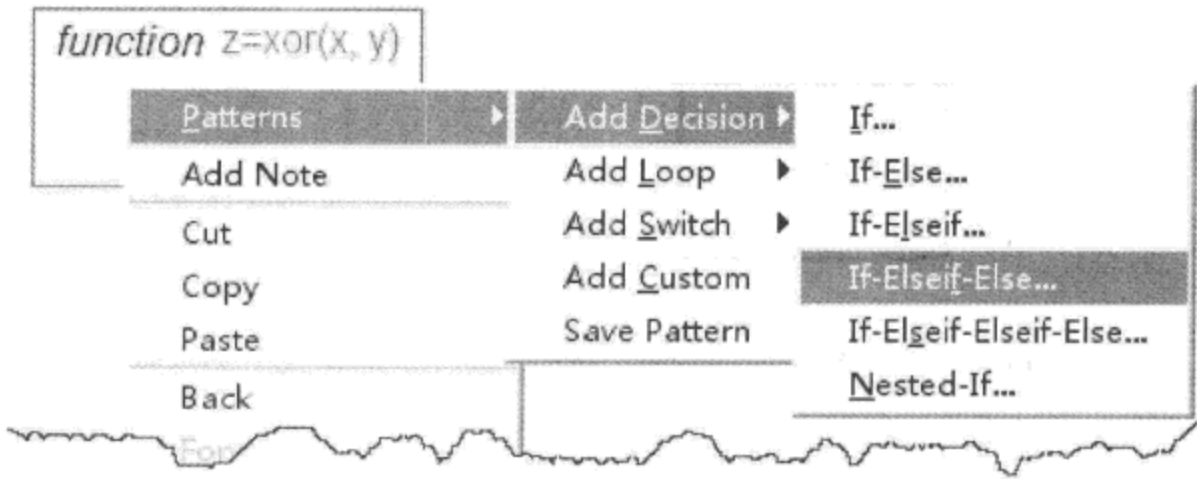 function z=xor(x, y)
Patterns
Add Note
Cut
Copy
Paste
Back
Add Decision
Add Loop
Add Switch
Add Custom
Save Pattern
If...
If-Else...
If-Elseif...
If-Elseif-Else...
If-Elseif-Elseif-Else...
Nested-If...